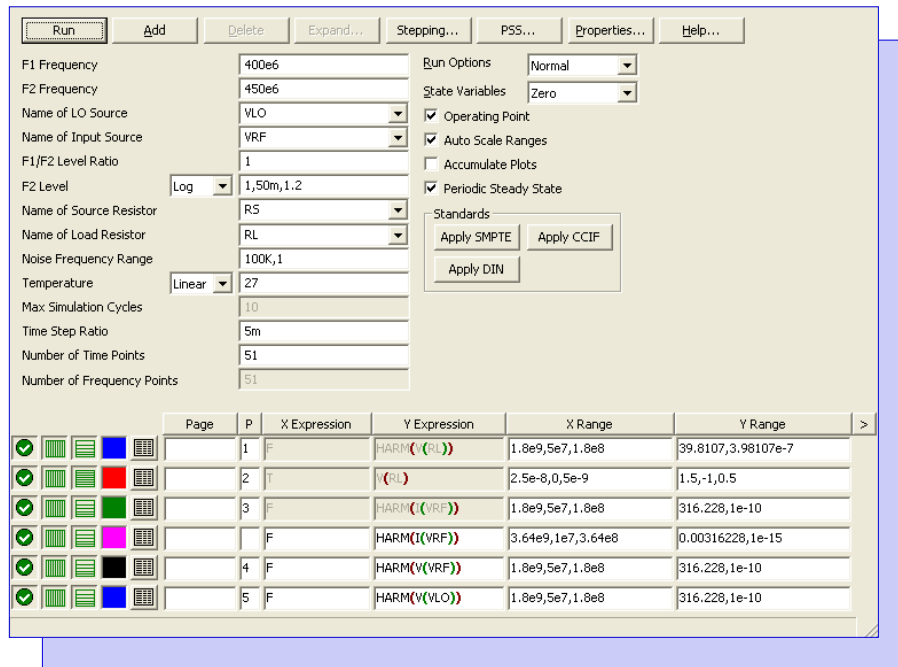 Run Add Delete Expand... Stepping... PSS... Properties... Help...
F1 Frequency 400e6 Run Options Normal
F2 Frequency 450e6 State Variables Zero
Name of LO Source VLO Operating Point
Name of Input Source VRF Auto Scale Ranges
F1/F2 Level Ratio 1 Accumulate Plots
F2 Level Log 1,50m,1.2 Periodic Steady State
Name of Source Resistor RS Standards
Name of Load Resistor RL Apply SMPTE Apply CCIF
Noise Frequency Range 100K,1 Apply DIN
Temperature Linear 27
Max Simulation Cycles 10
Time Step Ratio 5m
Number of Time Points 51
Number of Frequency Points 51
Page P X Expression Y Expression X Range Y Range >
1 F HARM(V(RL)) 1.8e9,5e7,1.8e8 39.8107,3.98107e-7
2 T V(RL) 2.5e-8,0,5e-9 1.5,-1,0.5
3 F HARM(I(VRF)) 1.8e9,5e7,1.8e8 316.228,1e-10
F HARM(I(VRF)) 3.64e9,1e7,3.64e8 0.00316228,1e-15
4 F HARM(V(VRF)) 1.8e9,5e7,1.8e8 316.228,1e-10
5 F HARM(V(VLO)) 1.8e9,5e7,1.8e8 316.228,1e-10